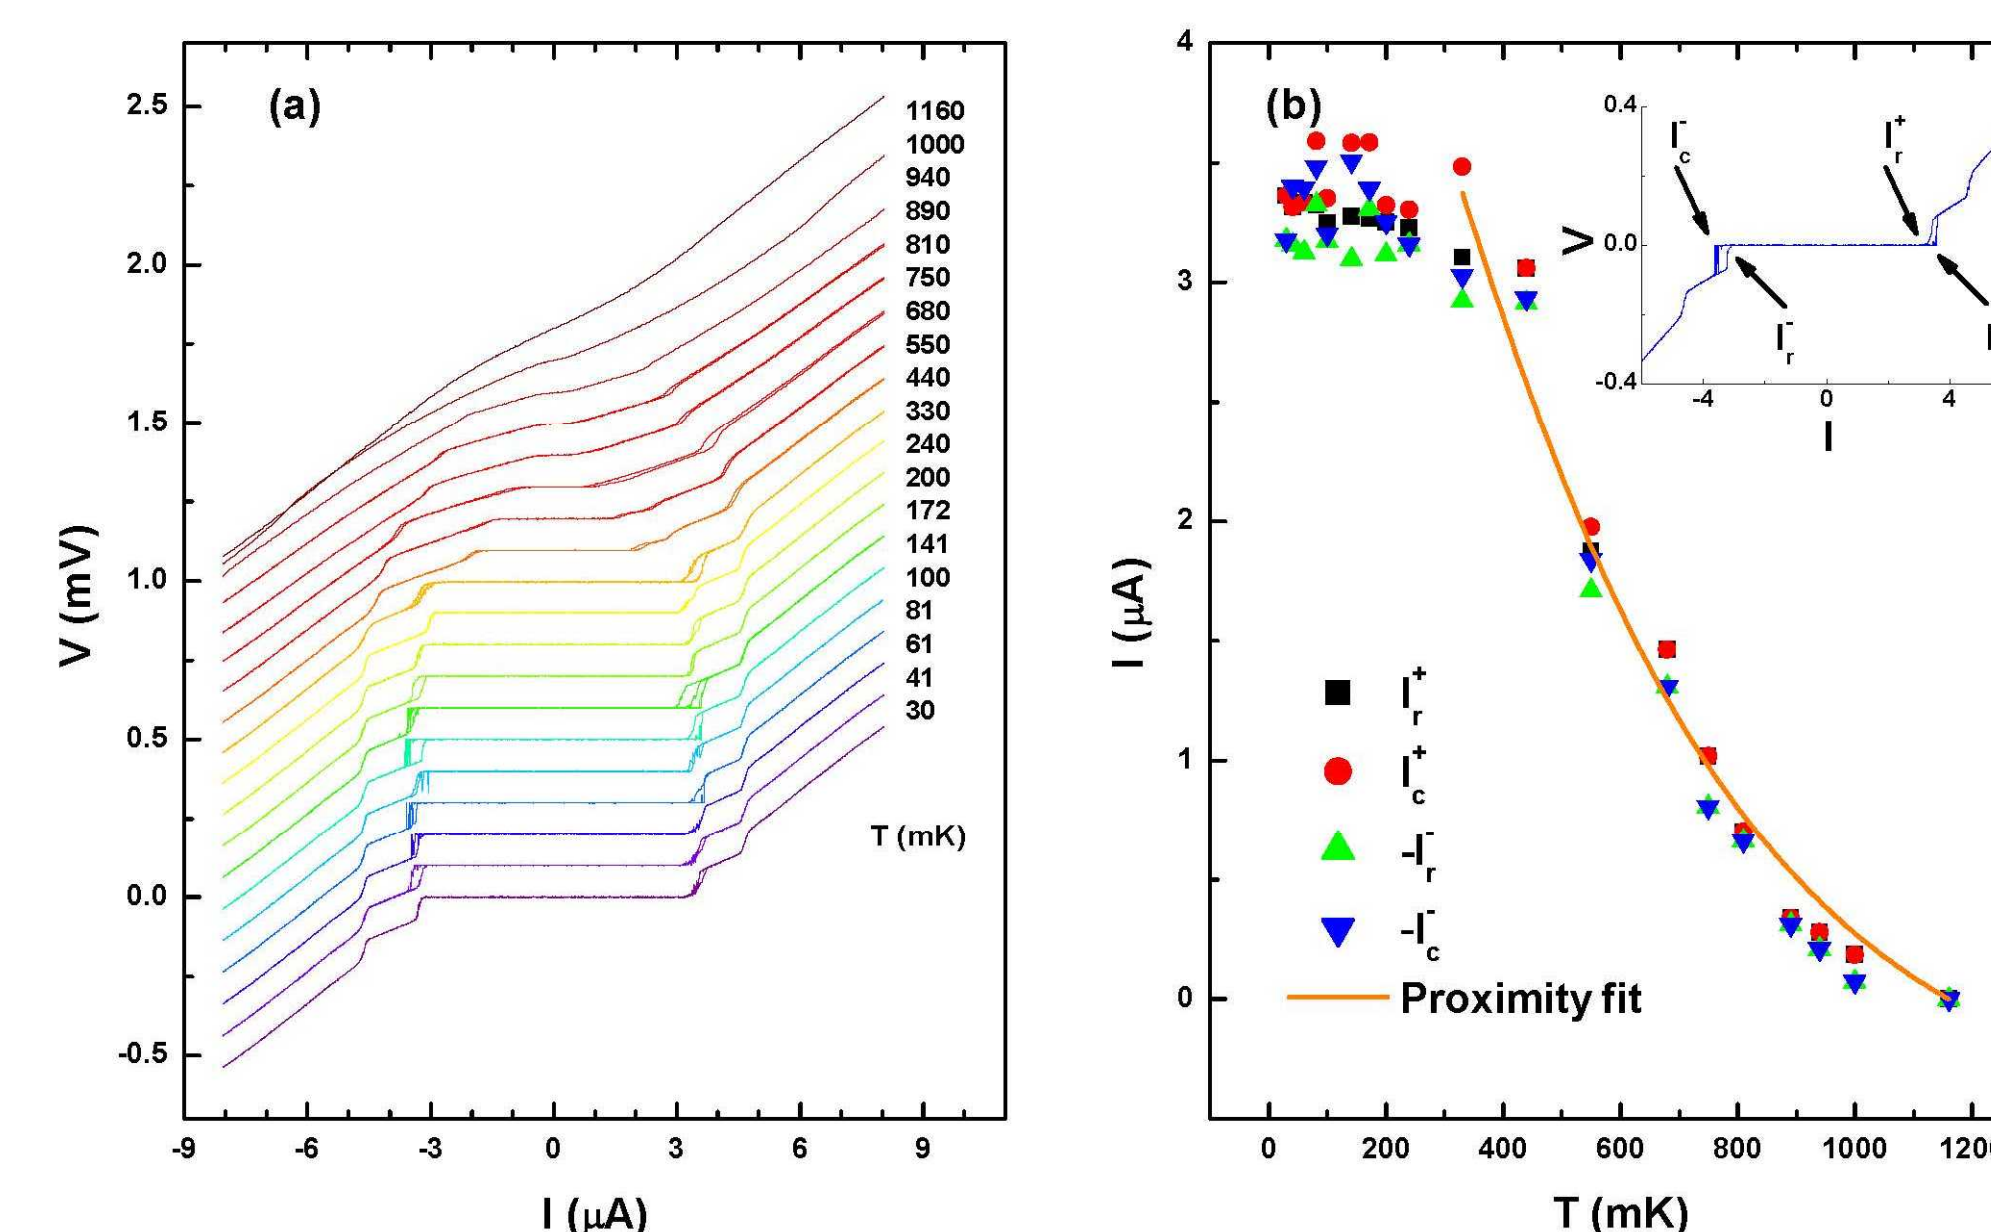 (a)
2.5
2.0
1.5
1.0
0.5
0.0
-0.5
V (mV)
1160
1000
940
890
810
750
680
550
440
330
240
200
172
141
100
81
61
41
30
T (mK)
-9 -6 -3 0 3 6 9
I (μA)
(b)
4
3
2
1
0
I (μA)
0.4
0.0
-0.4
V
I_c^-
I_r^+
I_r^-
I
-4 0 4
I
I_r^+
I_c^+
-I_r^-
-I_c^-
Proximity fit
0 200 400 600 800 1000 1200
T (mK)